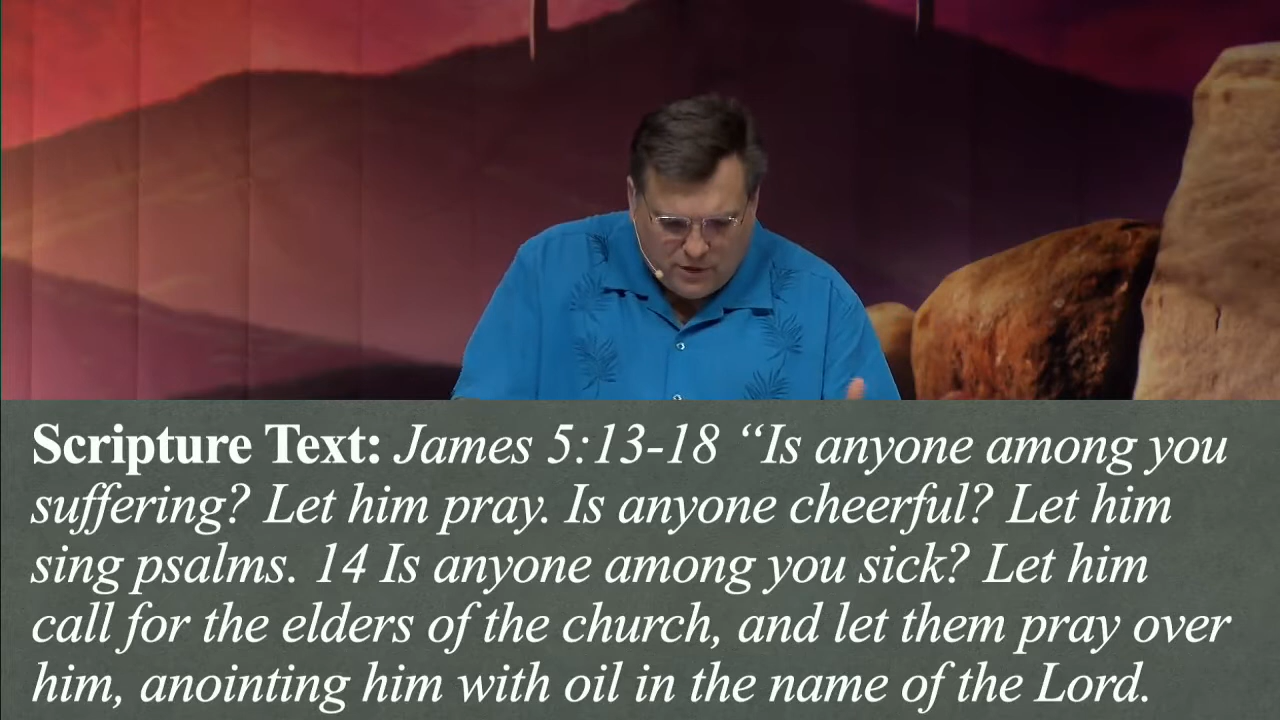 Scripture Text: James 5:13-18 “Is anyone among you
suffering? Let him pray. Is anyone cheerful? Let him
sing psalms. 14 Is anyone among you sick? Let him
call for the elders of the church, and let them pray over
him, anointing him with oil in the name of the Lord.